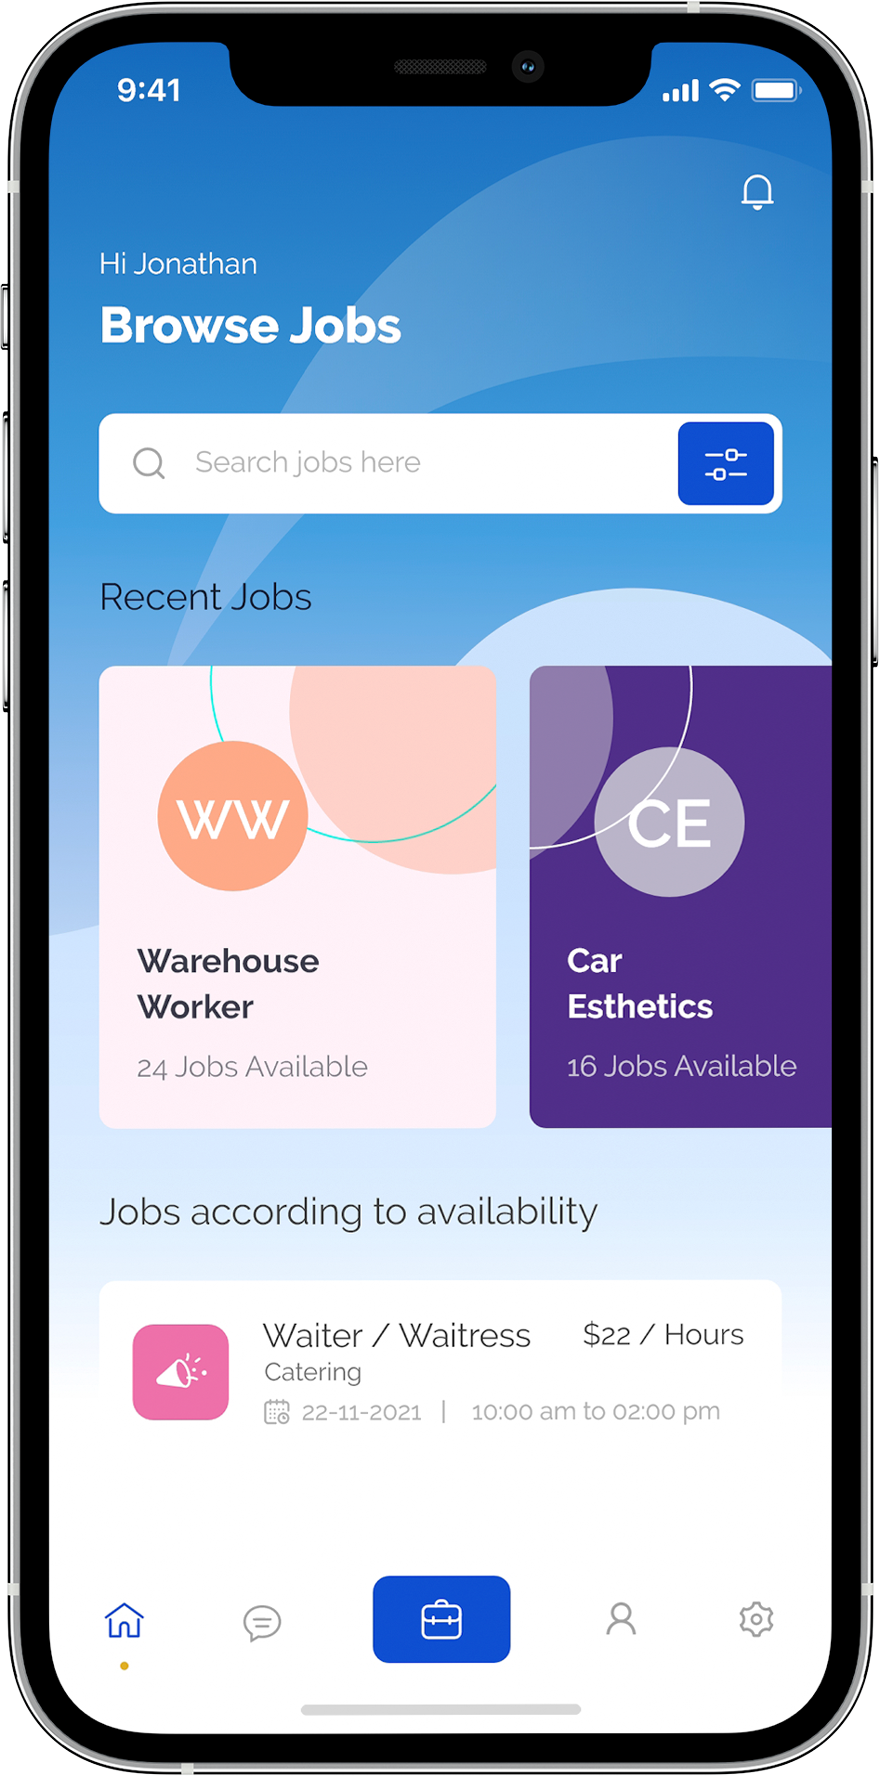 9:41
Hi Jonathan
Browse Jobs
Search jobs here
Recent Jobs
WW
Warehouse
Worker
24 Jobs Available
CE
Car
Esthetics
16 Jobs Available
Jobs according to availability
Waiter / Waitress
$22 / Hours
Catering
22-11-2021 | 10:00 am to 02:00 pm